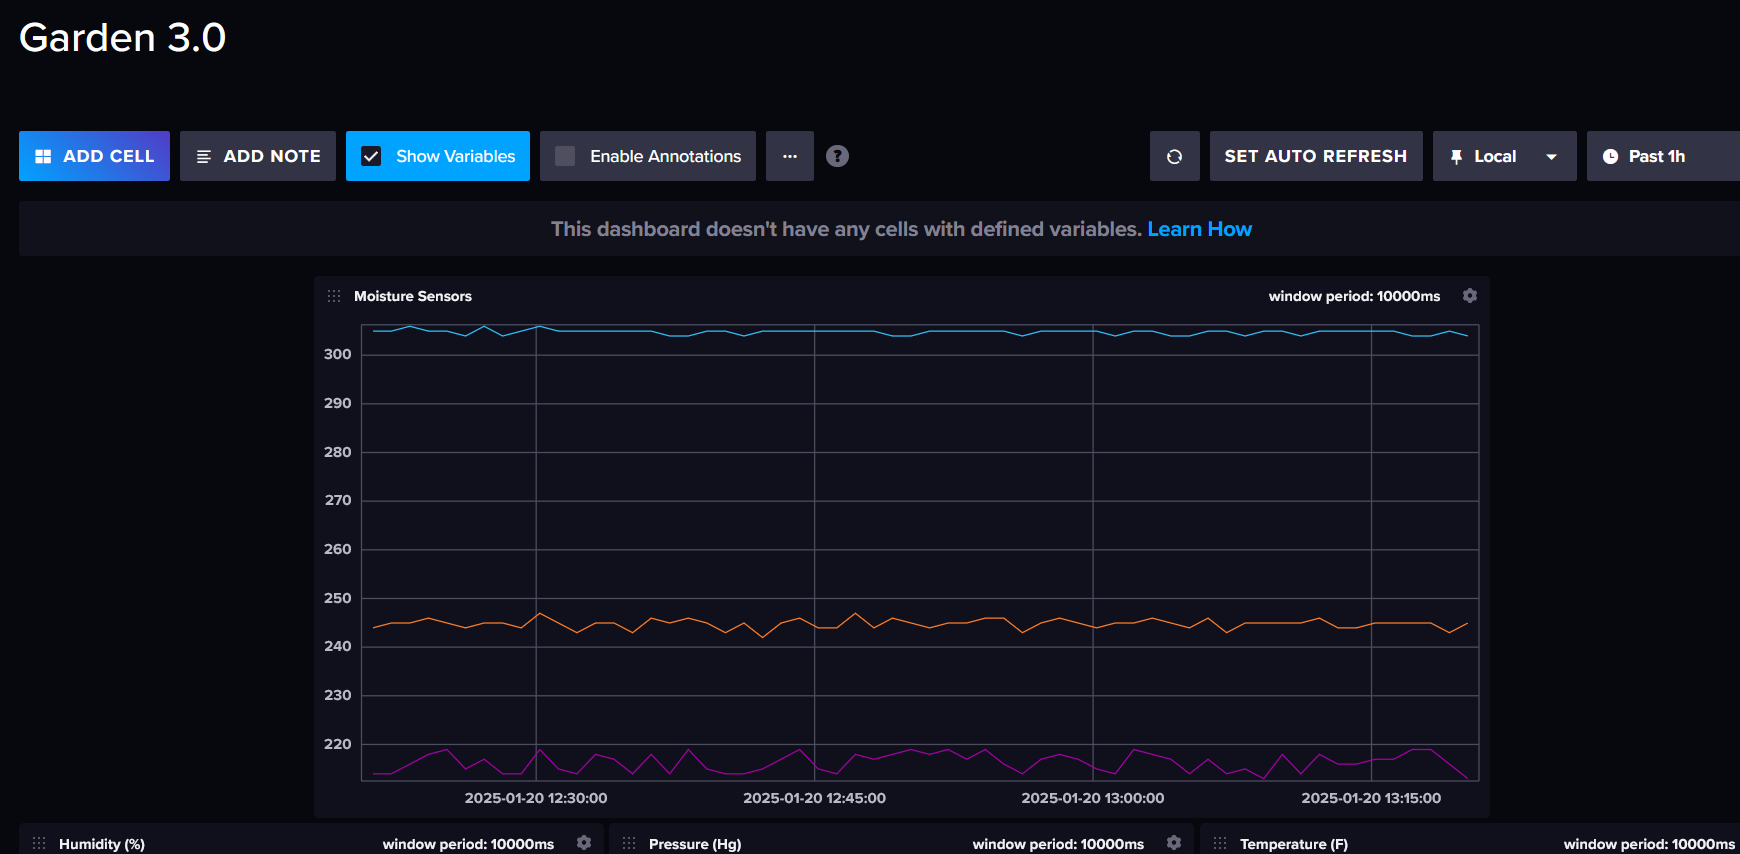 Garden 3.0
ADD CELL
ADD NOTE
Show Variables
Enable Annotations
...
?
SET AUTO REFRESH
Local
Past 1h
This dashboard doesn't have any cells with defined variables. Learn How
Moisture Sensors
window period: 10000ms
300
290
280
270
260
250
240
230
220
2025-01-20 12:30:00
2025-01-20 12:45:00
2025-01-20 13:00:00
2025-01-20 13:15:00
Humidity (%)
window period: 10000ms
Pressure (Hg)
window period: 10000ms
Temperature (F)
window period: 10000ms